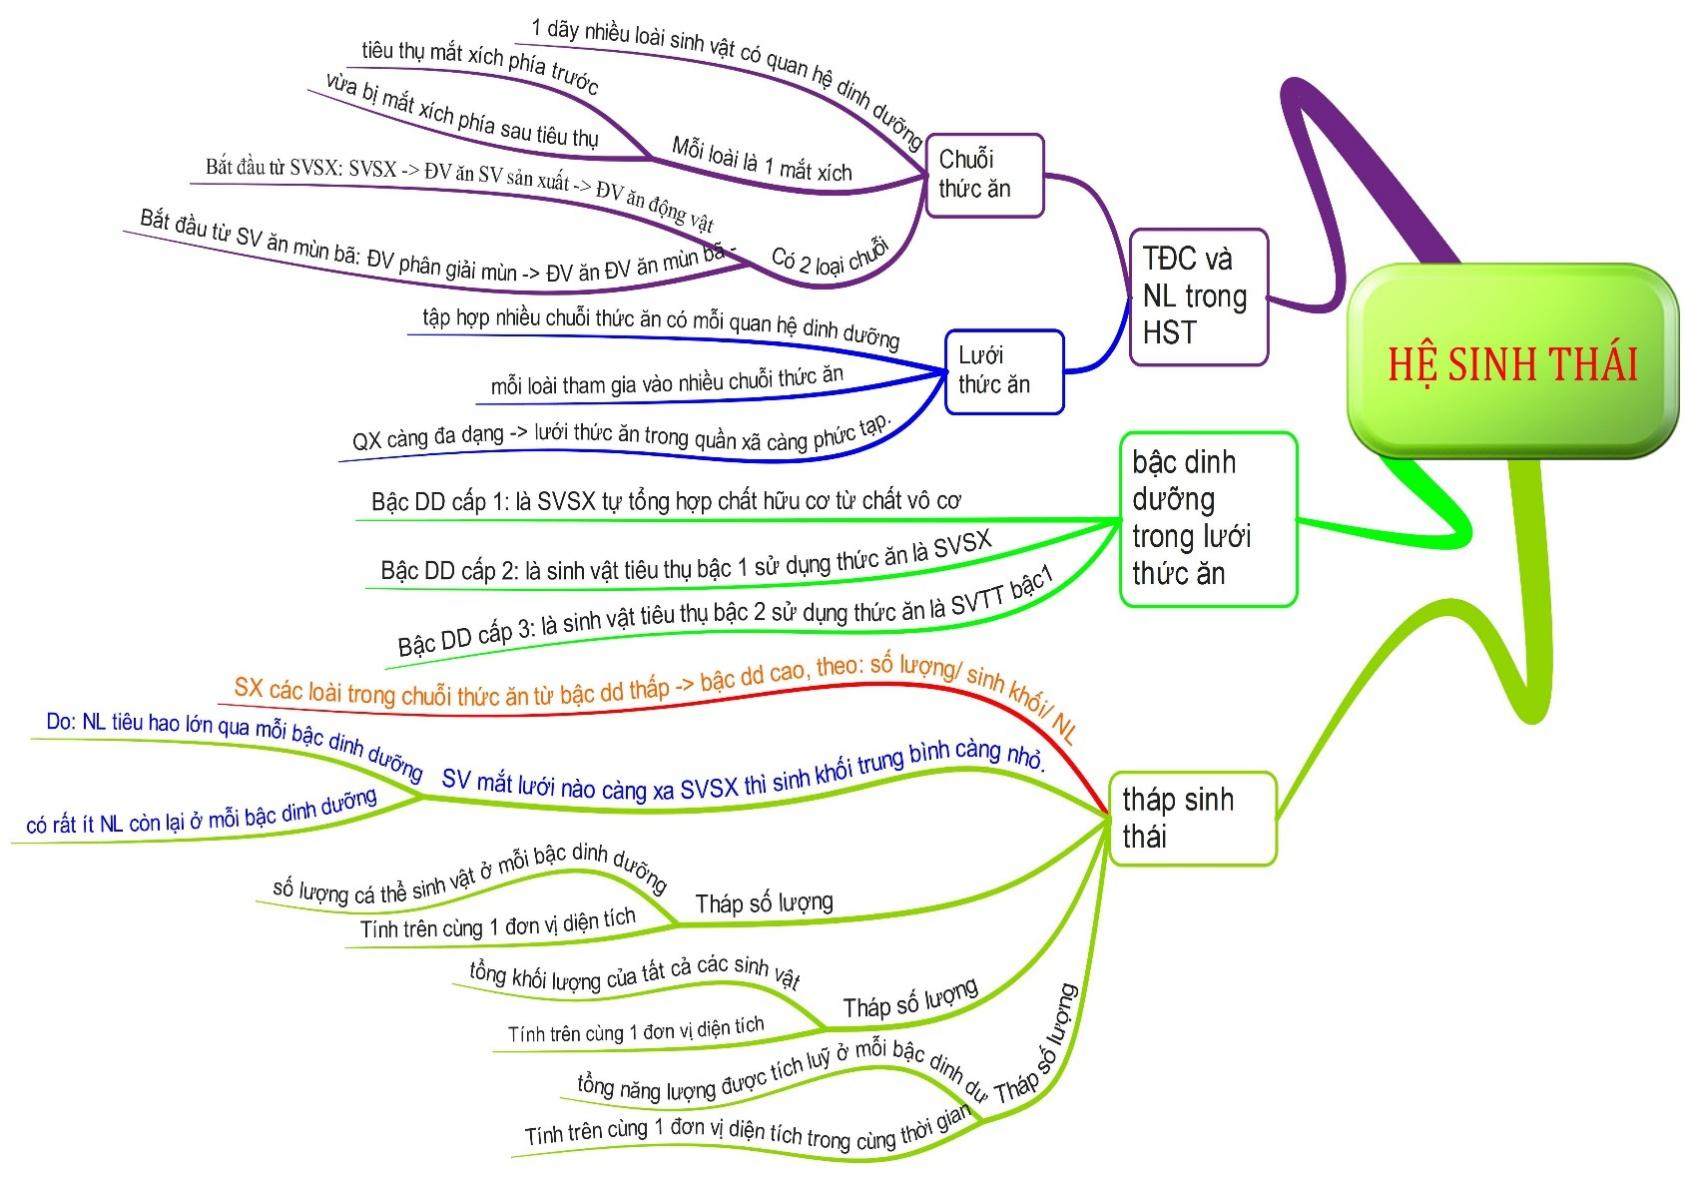 1 dãy nhiều loài sinh vật có quan hệ dinh dưỡng
tiêu thụ mắt xích phía trước
vừa bị mắt xích phía sau tiêu thụ
Mỗi loài là 1 mắt xích
Chuỗi
thức ăn
Bắt đầu từ SVSX: SVSX -> ĐV ăn SV sản xuất -> ĐV ăn động vật
Bắt đầu từ SV ăn mùn bã: ĐV phân giải mùn -> ĐV ăn ĐV ăn mùn bã -
Có 2 loại chuỗi
TĐC và
NL trong
HST
tập hợp nhiều chuỗi thức ăn có mỗi quan hệ dinh dưỡng
mỗi loài tham gia vào nhiều chuỗi thức ăn
QX càng đa dạng -> lưới thức ăn trong quần xã càng phức tạp.
Lưới
thức ăn
HỆ SINH THÁI
Bậc DD cấp 1: là SVSX tự tổng hợp chất hữu cơ từ chất vô cơ
Bậc DD cấp 2: là sinh vật tiêu thụ bậc 1 sử dụng thức ăn là SVSX
Bậc DD cấp 3: là sinh vật tiêu thụ bậc 2 sử dụng thức ăn là SVTT bậc1
bậc dinh
dưỡng
trong lưới
thức ăn
SX các loài trong chuỗi thức ăn từ bậc dd thấp -> bậc dd cao, theo: số lượng/ sinh khối/ NL
Do: NL tiêu hao lớn qua mỗi bậc dinh dưỡng
có rất ít NL còn lại ở mỗi bậc dinh dưỡng
SV mắt lưới nào càng xa SVSX thì sinh khối trung bình càng nhỏ.
tháp sinh
thái
số lượng cá thể sinh vật ở mỗi bậc dinh dưỡng
Tính trên cùng 1 đơn vị diện tích
Tháp số lượng
tổng khối lượng của tất cả các sinh vật
Tính trên cùng 1 đơn vị diện tích
Tháp số lượng
tổng năng lượng được tích luỹ ở mỗi bậc dinh dư
Tính trên cùng 1 đơn vị diện tích trong cùng thời gian
Tháp số lượng